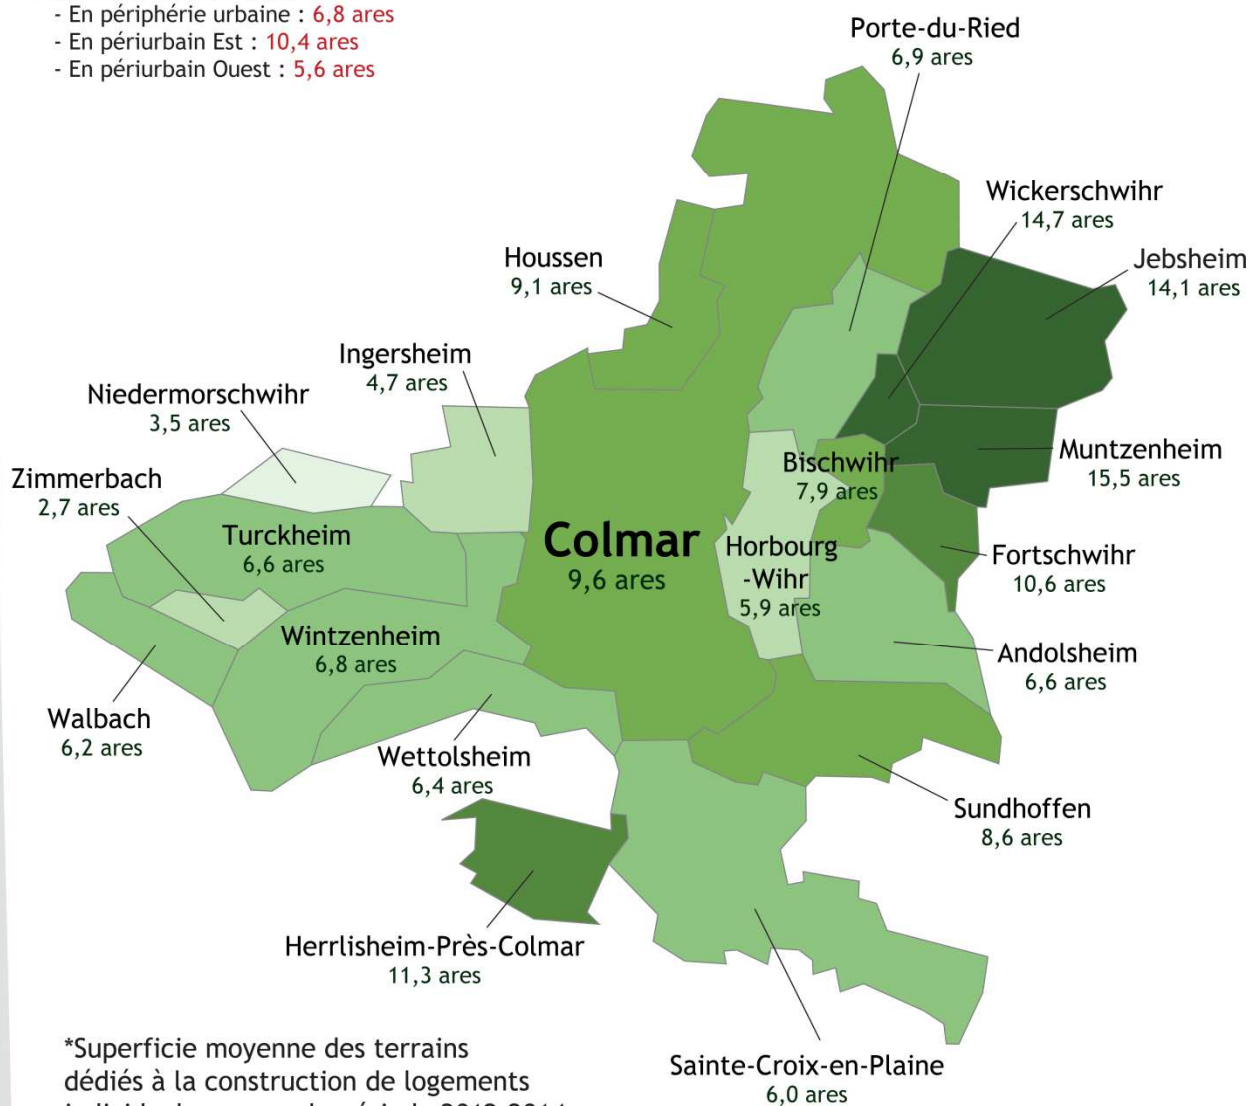 - En périphérie urbaine : 6,8 ares
- En périurbain Est : 10,4 ares
- En périurbain Ouest : 5,6 ares
Porte-du-Ried
6,9 ares
Wickerschwihr
14,7 ares
Houssen
9,1 ares
Jebsheim
14,1 ares
Ingersheim
4,7 ares
Niedermorschwihr
3,5 ares
Zimmerbach
2,7 ares
Bischwihr
7,9 ares
Muntzenheim
15,5 ares
Turckheim
6,6 ares
Colmar
9,6 ares
Horbourg
-Wihr
5,9 ares
Fortschwihr
10,6 ares
Wintzenheim
6,8 ares
Andolsheim
6,6 ares
Walbach
6,2 ares
Wettolsheim
6,4 ares
Sundhoffen
8,6 ares
Herrlisheim-Près-Colmar
11,3 ares
Sainte-Croix-en-Plaine
6,0 ares
*Superficie moyenne des terrains
dédiés à la construction de logements